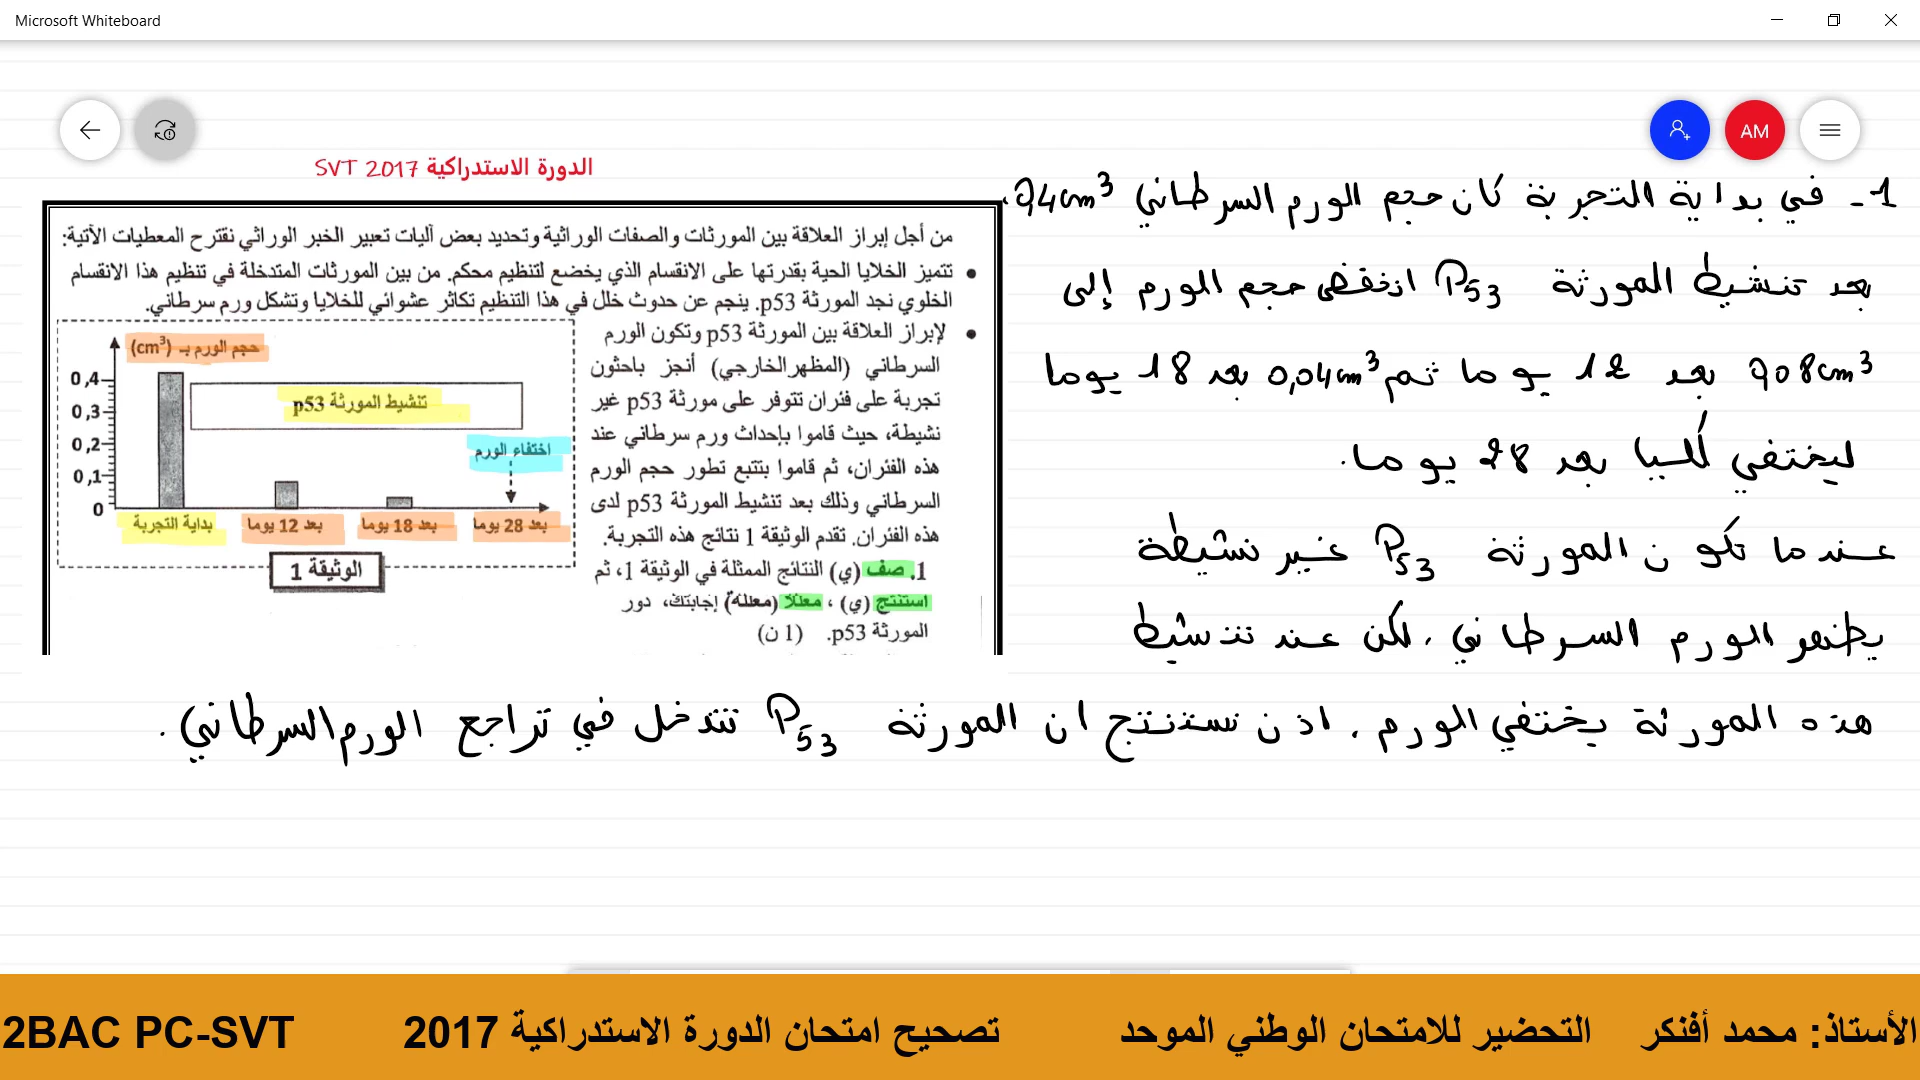 Microsoft Whiteboard
AM
الدورة الاستدراكية SVT 2017
من أجل إبراز العلاقة بين المورثات والصفات الوراثية وتحديد بعض آليات تعبير الخبر الوراثي نقترح المعطيات الآتية:
• تتميز الخلايا الحية بقدرتها على الانقسام الذي يخضع لتنظيم محكم. من بين المورثات المتدخلة في تنظيم هذا الانقسام
الخلوي نجد المورثة p53. ينجم عن حدوث خلل في هذا التنظيم تكاثر عشوائي للخلايا وتشكل ورم سرطاني.
• لإبراز العلاقة بين المورثة p53 وتكون الورم
السرطاني (المظهر الخارجي) أنجز باحثون
تجربة على فئران تتوفر على مورثة p53 غير
نشيطة، حيث قاموا بإحداث ورم سرطاني عند
هذه الفئران، ثم قاموا بتتبع تطور حجم الورم
السرطاني وذلك بعد تنشيط المورثة p53 لدى
هذه الفئران. تقدم الوثيقة 1 نتائج هذه التجربة.
1. صف (ي) النتائج الممثلة في الوثيقة 1، ثم
استنتج (ي) ، معللا (معللة) إجابتك، دور
المورثة p53. (1 ن)
حجم الورم بـ (cm³)
0,4
0,3
0,2
0,1
0
تنشيط المورثة p53
اختفاء الورم
بداية التجربة
بعد 12 يوما
بعد 18 يوما
بعد 28 يوما
الوثيقة 1
1- في بداية التجربة كان حجم الورم السرطاني 0,4cm³،
بعد تنشيط المورثة P53 انخفض حجم الورم إلى
0,08cm³ بعد 12 يوما ثم 0,04cm³ بعد 18 يوما
ليختفي كليا بعد 28 يوما.
عندما تكون المورثة P53 غير نشيطة
يظهر الورم السرطاني، لكن عند تنشيط
هذه المورثة يختفي الورم، اذن نستنتج ان المورثة P53 تتدخل في تراجع الورم السرطاني.
الأستاذ: محمد أفنكر التحضير للامتحان الوطني الموحد تصحيح امتحان الدورة الاستدراكية 2017 2BAC PC-SVT